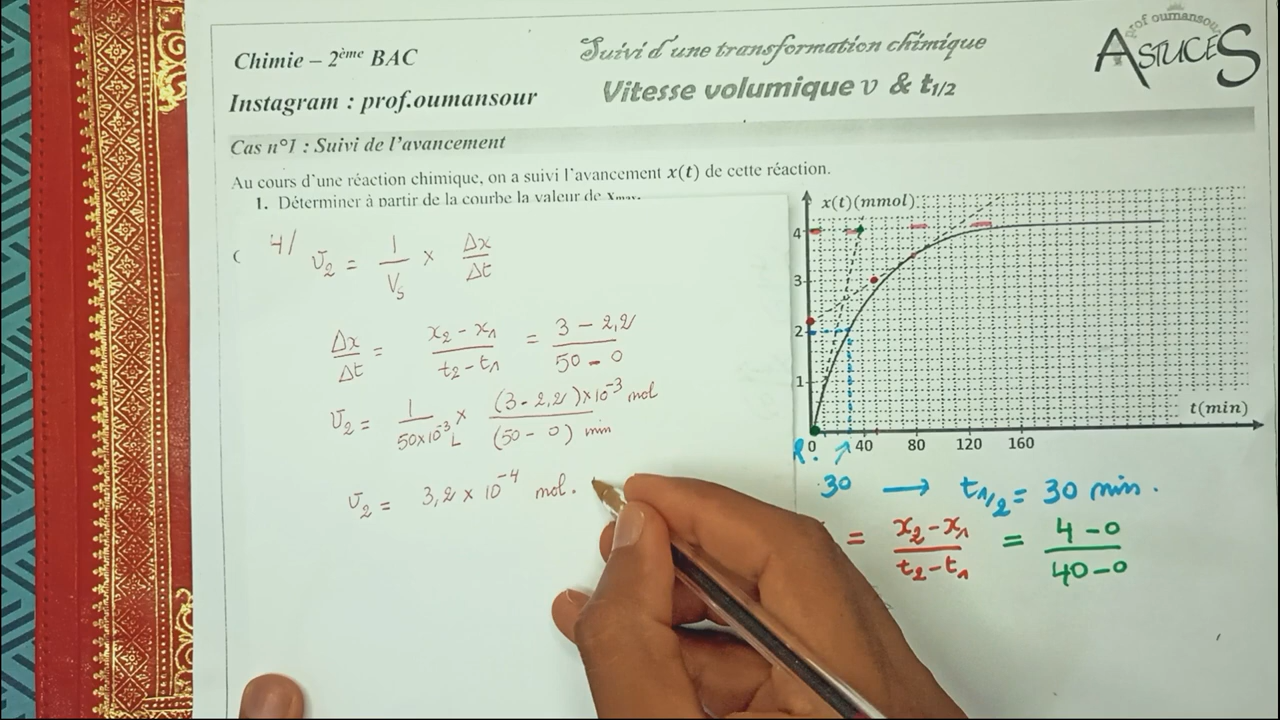 Chimie – 2ème BAC
Instagram : prof.oumansour
Suivi d'une transformation chimique
Vitesse volumique v & t1/2
prof oumansour
ASTUCES
Cas n°1 : Suivi de l'avancement
Au cours d'une réaction chimique, on a suivi l'avancement x(t) de cette réaction.
1. Déterminer à partir de la courbe la valeur de xmax.
4/ v2 = 1/Vs × Δx/Δt
Δx/Δt = (x2 – x1)/(t2 – t1) = (3 – 2,2)/(50 – 0)
v2 = 1/(50×10^-3 L) × ((3 - 2,2)×10^-3 mol)/((50 - 0) min)
v2 = 3,2 × 10^-4 mol.
x(t)(mmol)
4
3
2
1
t(min)
0 40 80 120 160
30 → t1/2 = 30 min.
= (x2 – x1)/(t2 – t1) = (4 – 0)/(40 – 0)